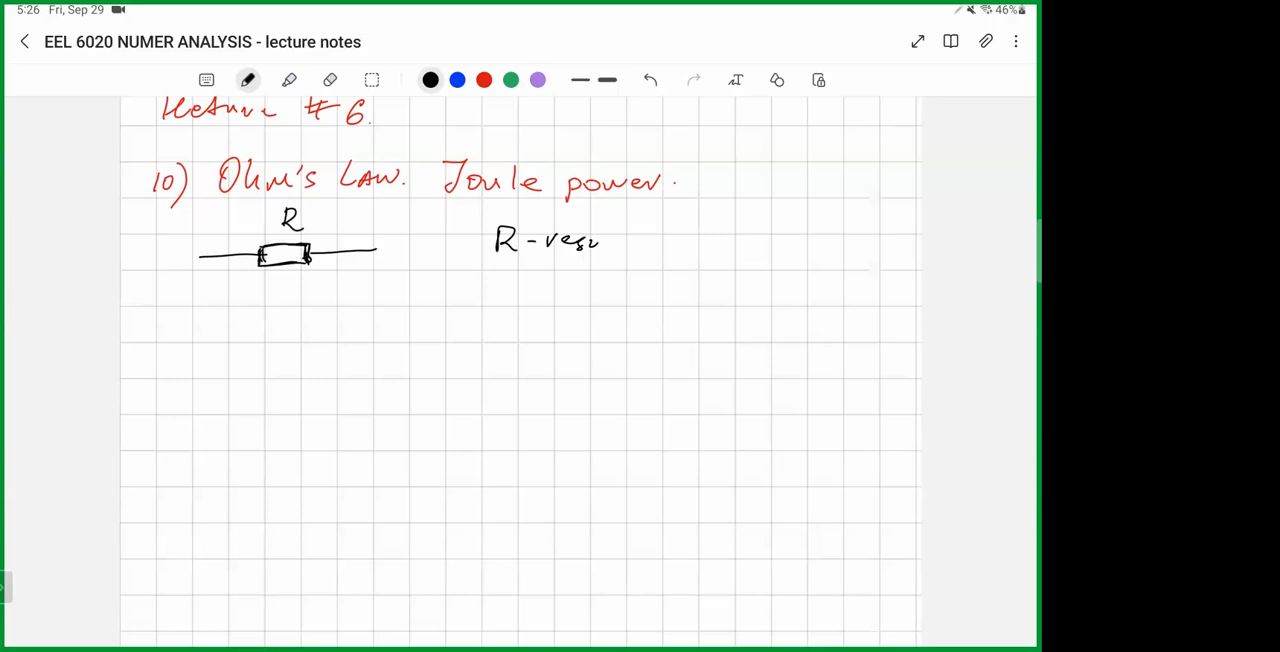 5:26 Fri, Sep 29 46%
EEL 6020 NUMER ANALYSIS - lecture notes
Lecture # 6.
10) Ohm's Law. Joule power.
R
R - resi